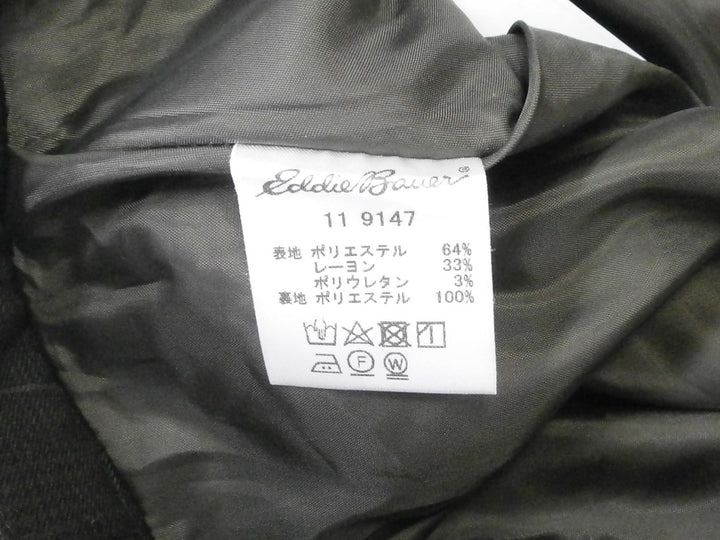 Eddie Bauer®
11 9147
表地 ポリエステル 64%
レーヨン 33%
ポリウレタン 3%
裏地 ポリエステル 100%
F W